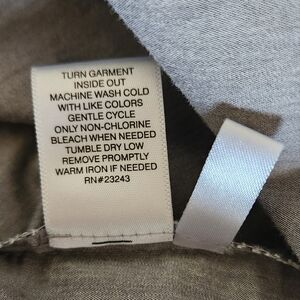 TURN GARMENT
INSIDE OUT
MACHINE WASH COLD
WITH LIKE COLORS
GENTLE CYCLE
ONLY NON-CHLORINE
BLEACH WHEN NEEDED
TUMBLE DRY LOW
REMOVE PROMPTLY
WARM IRON IF NEEDED
RN#23243